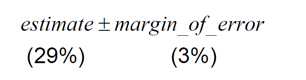 estimate ± margin_of_error
(29%) (3%)